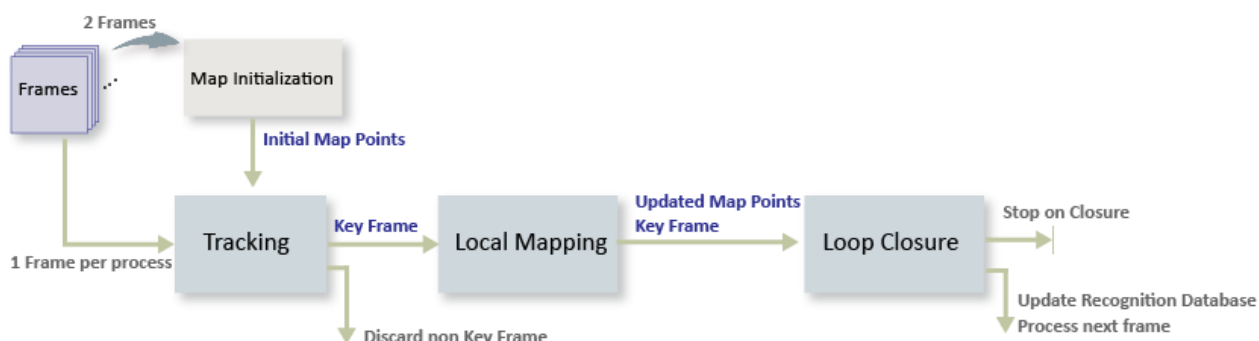 2 Frames
Frames
Map Initialization
Initial Map Points
1 Frame per process
Tracking
Key Frame
Discard non Key Frame
Local Mapping
Updated Map Points
Key Frame
Loop Closure
Stop on Closure
Update Recognition Database
Process next frame